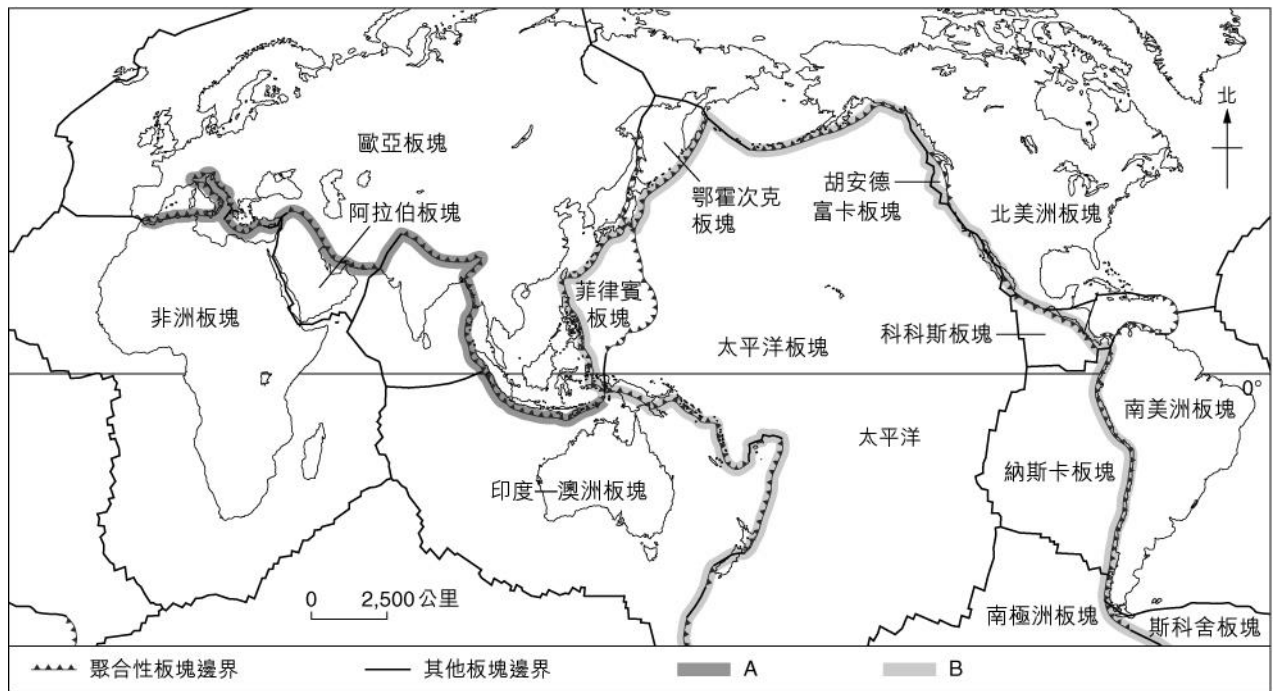 北
歐亞板塊
阿拉伯板塊
鄂霍次克
板塊
胡安德
富卡板塊
北美洲板塊
非洲板塊
菲律賓
板塊
太平洋板塊
科科斯板塊
0°
南美洲板塊
太平洋
納斯卡板塊
印度—澳洲板塊
0 2,500公里
南極洲板塊
斯科舍板塊
聚合性板塊邊界 其他板塊邊界 A B